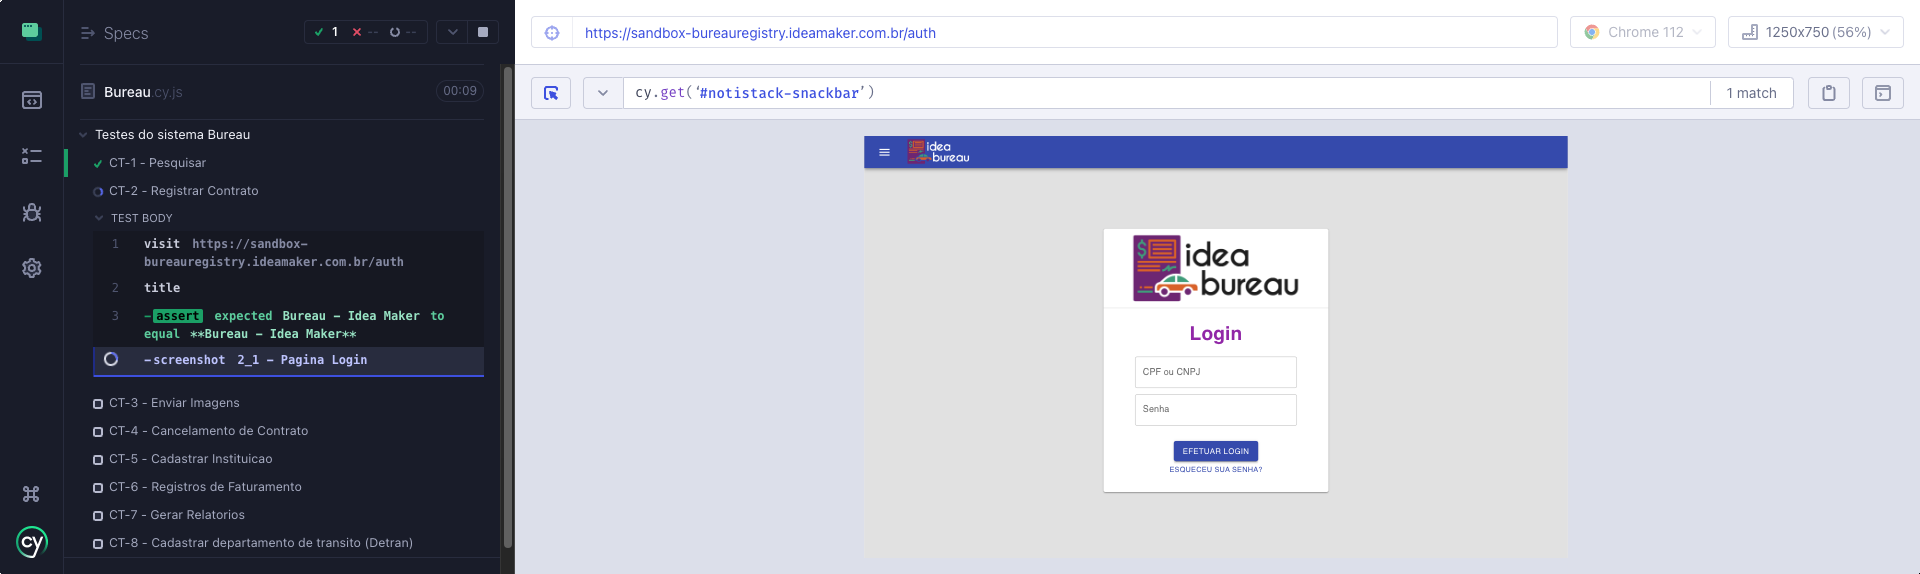 Specs
1
--
--
Bureau.cy.js
00:09
Testes do sistema Bureau
CT-1 - Pesquisar
CT-2 - Registrar Contrato
TEST BODY
1 visit https://sandbox-
bureauregistry.ideamaker.com.br/auth
2 title
3 -assert expected Bureau - Idea Maker to
equal **Bureau - Idea Maker**
-screenshot 2_1 - Pagina Login
CT-3 - Enviar Imagens
CT-4 - Cancelamento de Contrato
CT-5 - Cadastrar Instituicao
CT-6 - Registros de Faturamento
CT-7 - Gerar Relatorios
CT-8 - Cadastrar departamento de transito (Detran)
cy
https://sandbox-bureauregistry.ideamaker.com.br/auth
Chrome 112
1250x750 (56%)
cy.get(‘#notistack-snackbar’)
1 match
idea
bureau
$
idea
bureau
Login
CPF ou CNPJ
Senha
EFETUAR LOGIN
ESQUECEU SUA SENHA?